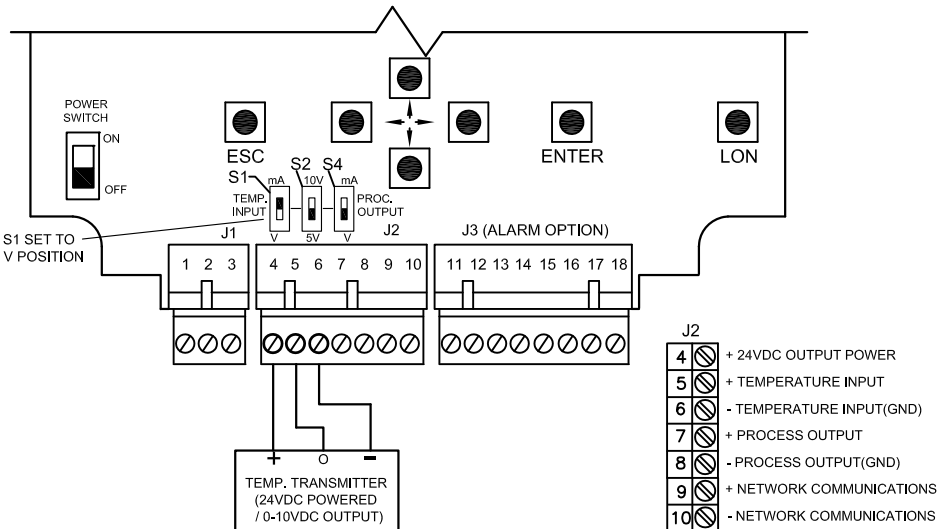 POWER
SWITCH
ON
OFF
ESC
ENTER
LON
S1
S2
S4
mA
10V
mA
TEMP.
INPUT
PROC.
OUTPUT
V
5V
V
S1 SET TO
V POSITION
J1
J2
J3 (ALARM OPTION)
1 2 3
4 5 6 7 8 9 10
11 12 13 14 15 16 17 18
+ O -
TEMP. TRANSMITTER
(24VDC POWERED
/ 0-10VDC OUTPUT)
J2
4 + 24VDC OUTPUT POWER
5 + TEMPERATURE INPUT
6 - TEMPERATURE INPUT(GND)
7 + PROCESS OUTPUT
8 - PROCESS OUTPUT(GND)
9 + NETWORK COMMUNICATIONS
10 - NETWORK COMMUNICATIONS